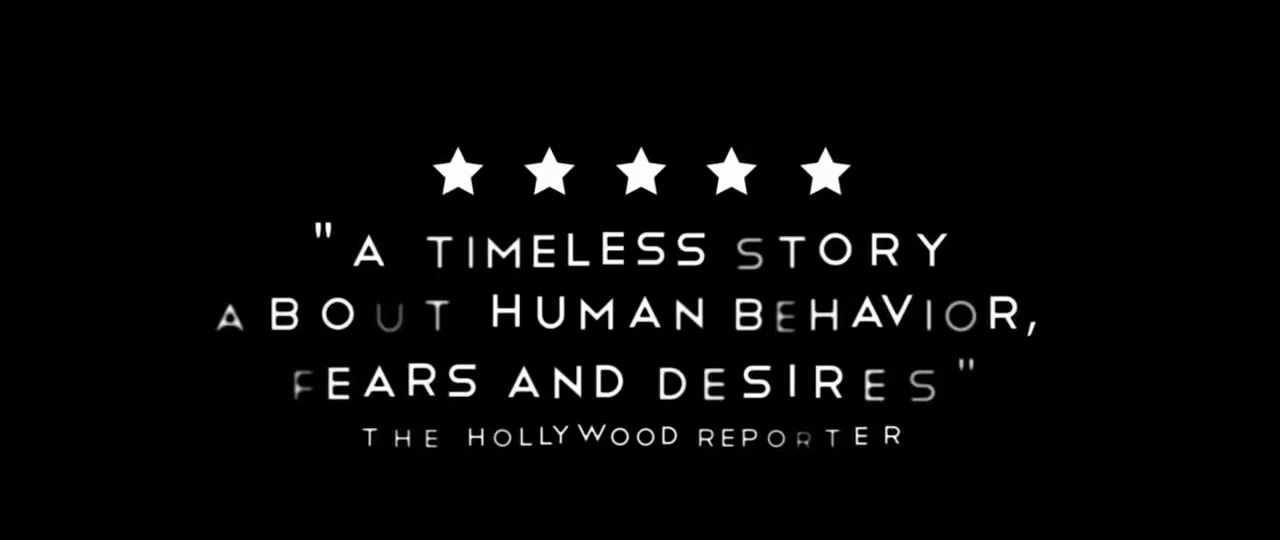 "A TIMELESS STORY
ABOUT HUMAN BEHAVIOR,
FEARS AND DESIRES"
THE HOLLYWOOD REPORTER